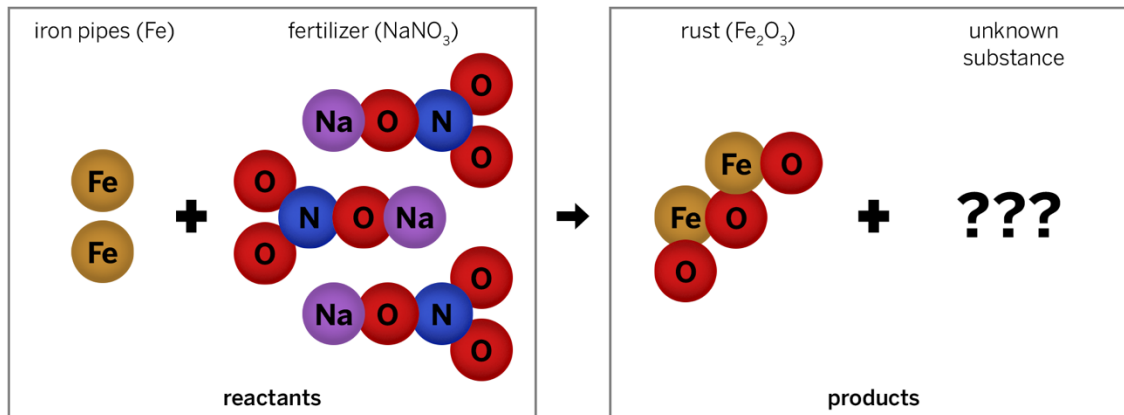 iron pipes (Fe)
fertilizer (NaNO₃)
rust (Fe₂O₃)
unknown
substance
O
Na O N
O
Fe
O
N O Na
Fe
O
O
Na O N
O
Fe O
Fe O
O
???
reactants
products